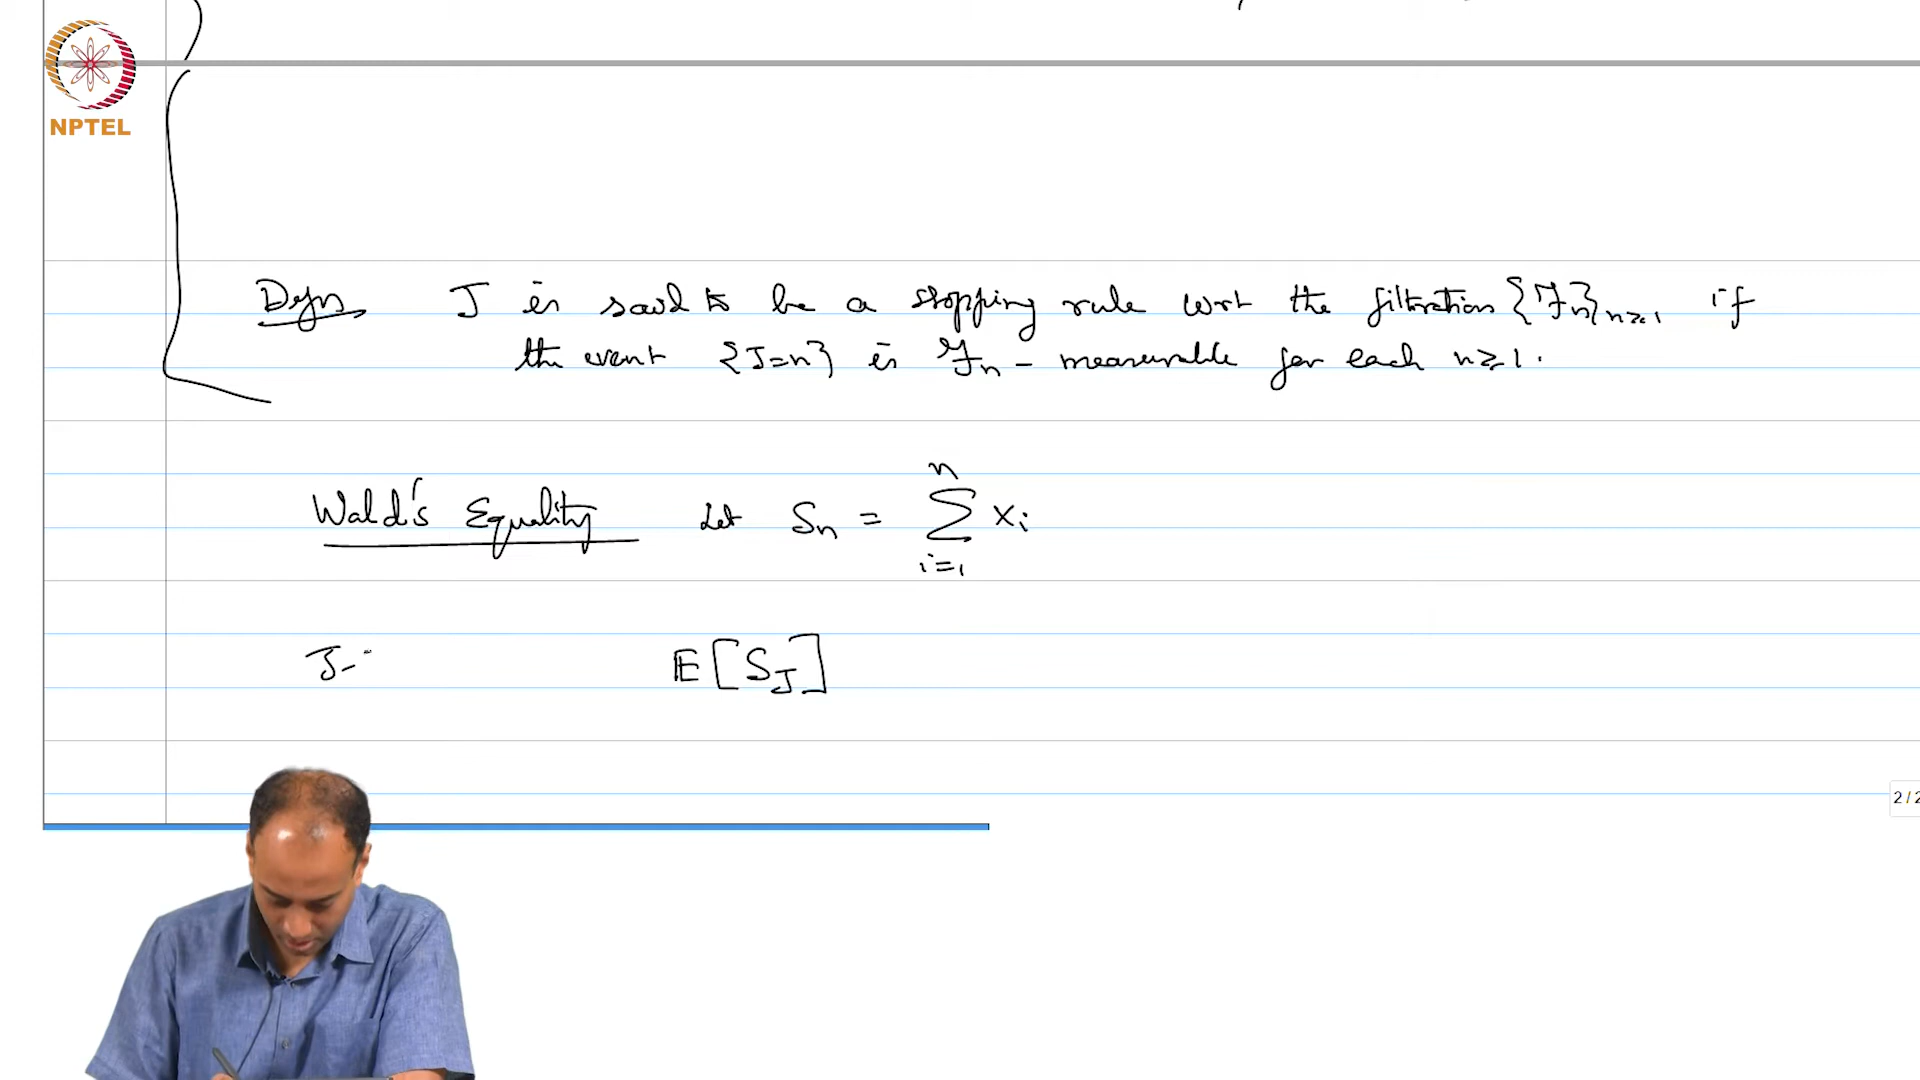 NPTEL
Defn J is said to be a stopping rule wrt the filtration {ℱn}n≥1 if
the event {J=n} is ℱn - measurable for each n≥1.
Wald's Equality Let Sn = ∑_{i=1}^{n} Xi
J- E[S_J]
2/2